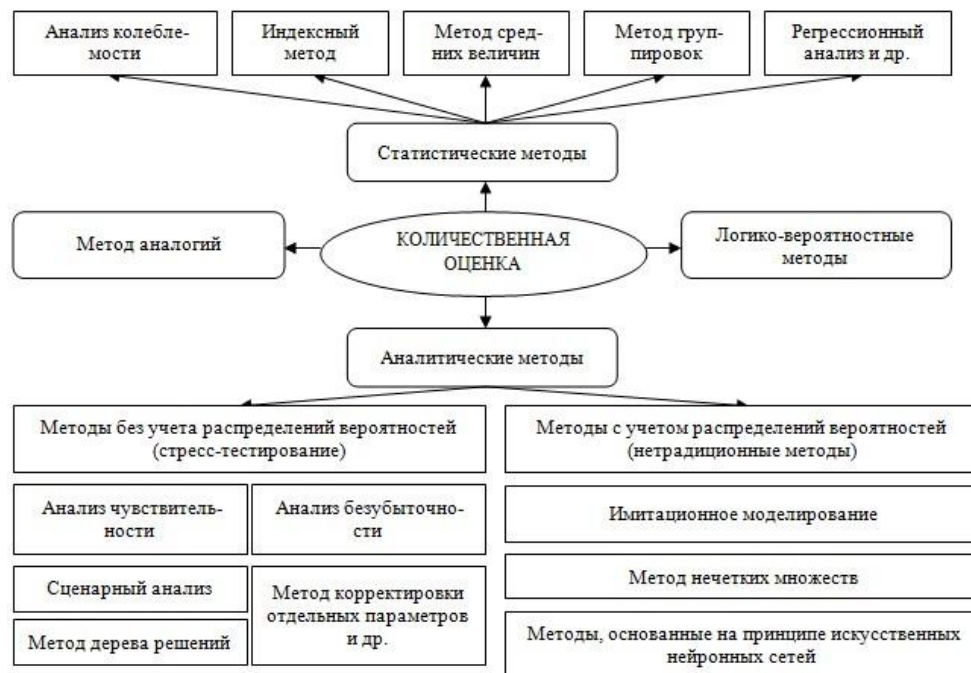 Анализ колебле-
мости
Индексный
метод
Метод сред-
них величин
Метод груп-
пировок
Регрессионный
анализ и др.
Статистические методы
Метод аналогий
КОЛИЧЕСТВЕННАЯ
ОЦЕНКА
Логико-вероятностные
методы
Аналитические методы
Методы без учета распределений вероятностей
(стресс-тестирование)
Методы с учетом распределений вероятностей
(нетрадиционные методы)
Анализ чувствитель-
ности
Анализ безубыточно-
сти
Имитационное моделирование
Сценарный анализ
Метод корректировки
отдельных параметров
и др.
Метод нечетких множеств
Метод дерева решений
Методы, основанные на принципе искусственных
нейронных сетей